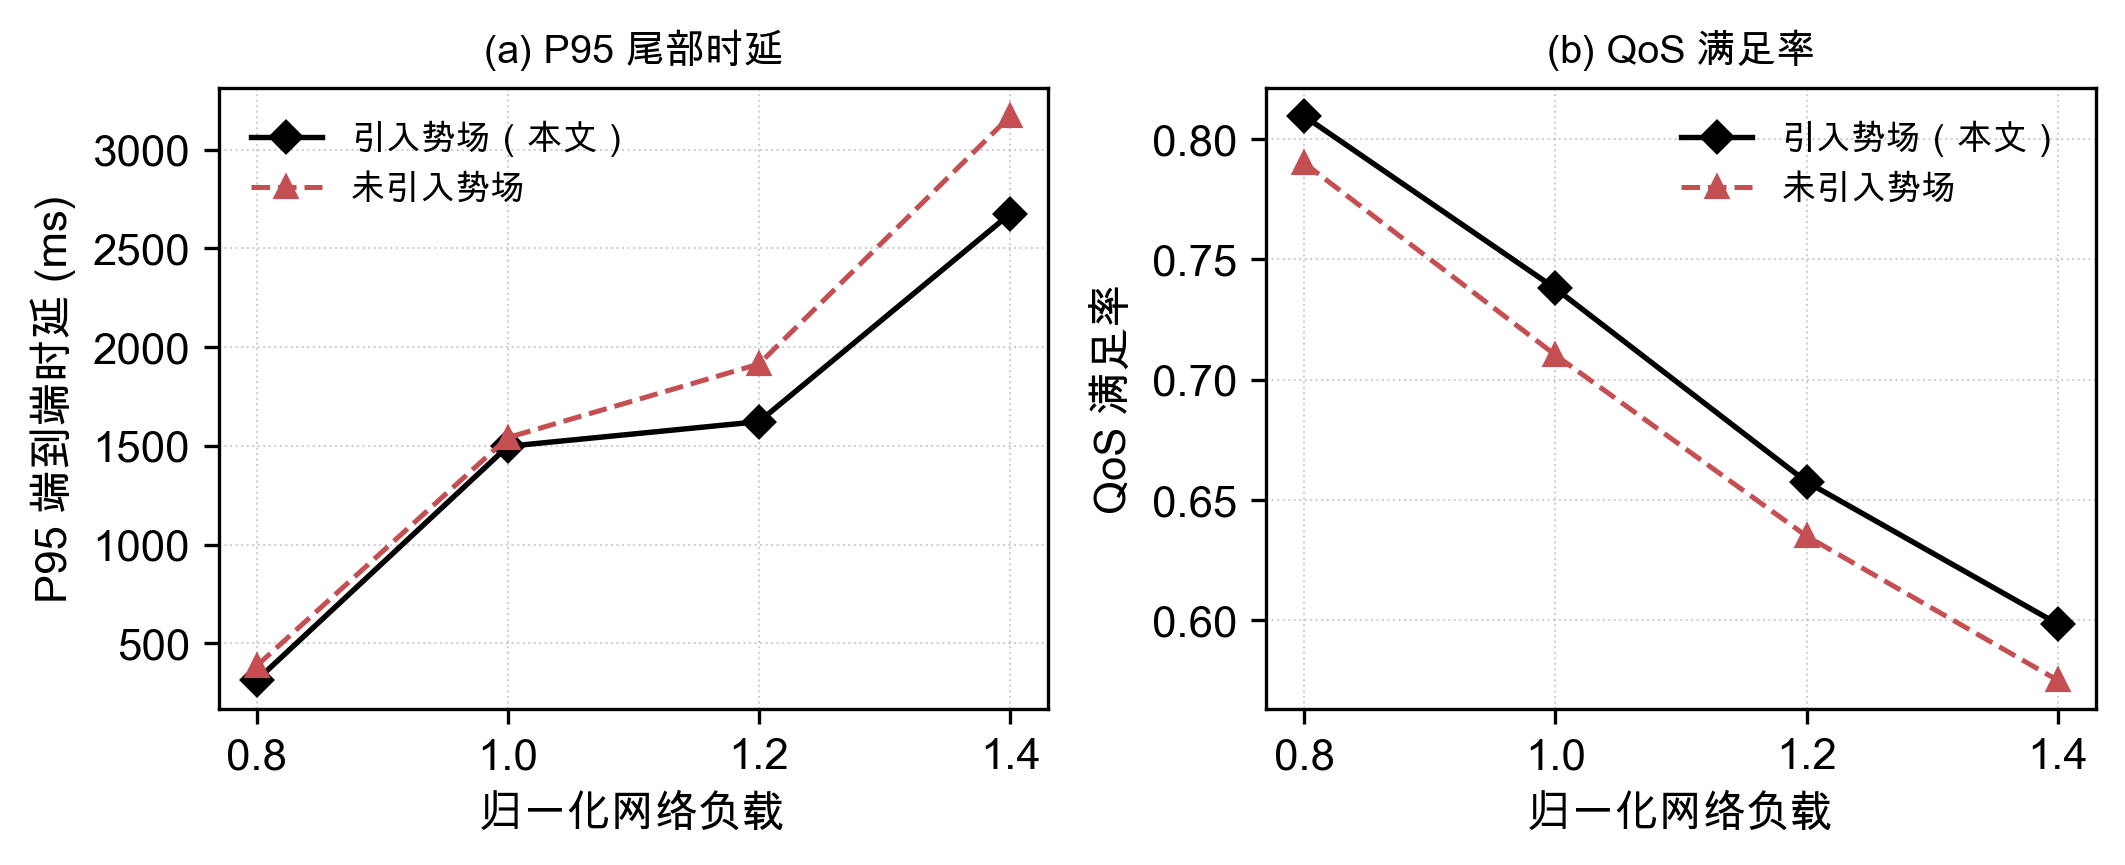 (a) P95 尾部时延
引入势场（本文）
未引入势场
P95 端到端时延 (ms)
3000
2500
2000
1500
1000
500
0.8
1.0
1.2
1.4
归一化网络负载
(b) QoS 满足率
引入势场（本文）
未引入势场
QoS 满足率
0.80
0.75
0.70
0.65
0.60
0.8
1.0
1.2
1.4
归一化网络负载